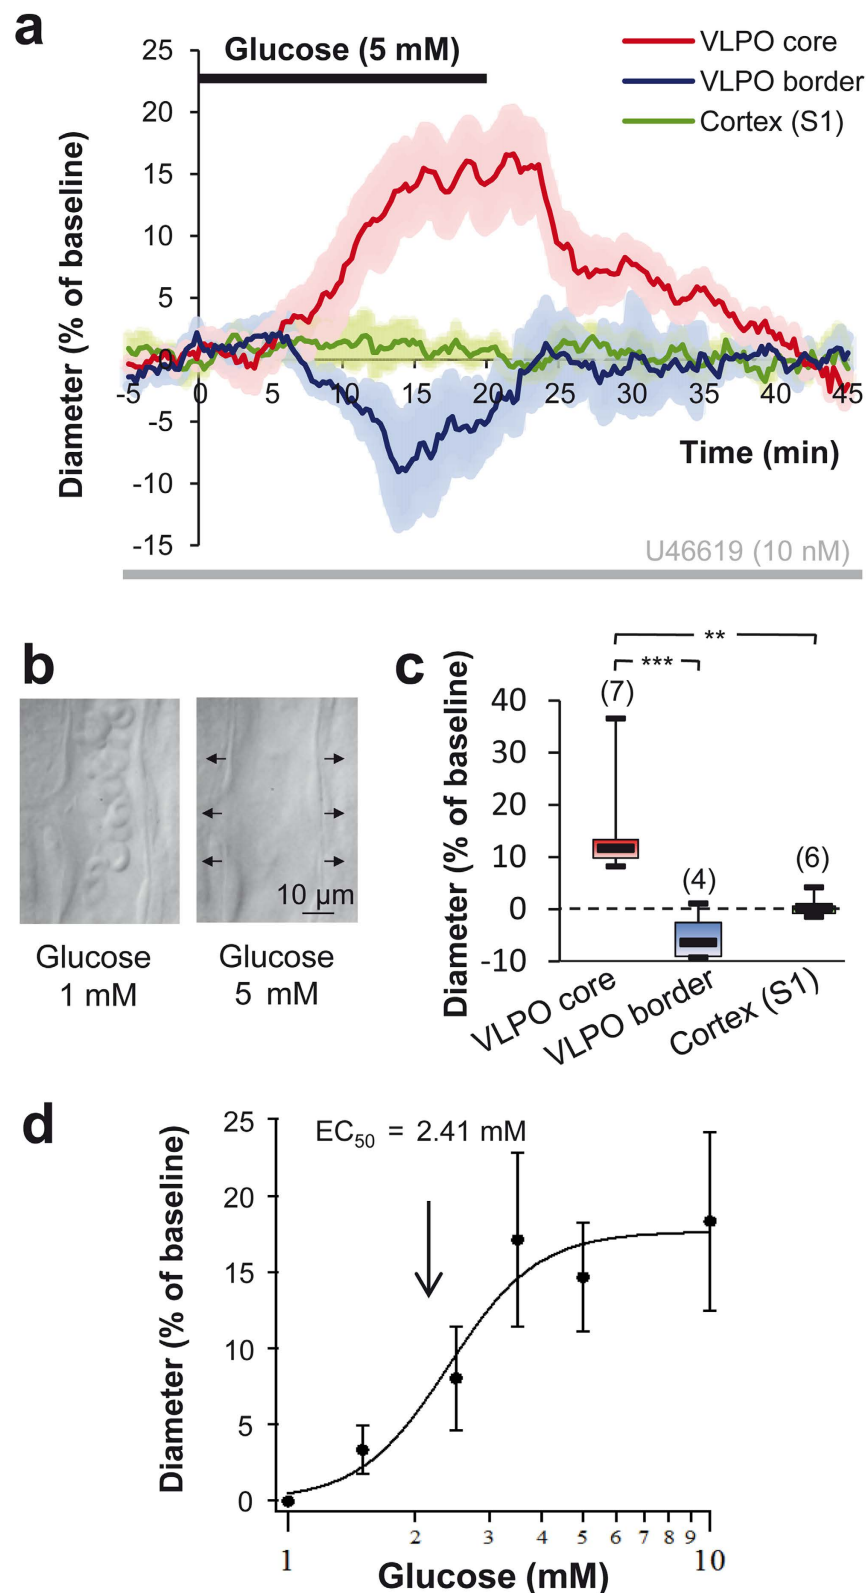 a
25
20
15
10
5
0
-5
-10
-15
Diameter (% of baseline)
Glucose (5 mM)
VLPO core
VLPO border
Cortex (S1)
-5 0 5 10 15 20 25 30 35 40 45
Time (min)
U46619 (10 nM)
b
10 µm
Glucose
1 mM
Glucose
5 mM
c
**
***
Diameter (% of baseline)
40
30
20
10
0
-10
(7)
(4)
(6)
VLPO core
VLPO border
Cortex (S1)
d
EC50 = 2.41 mM
Diameter (% of baseline)
25
20
15
10
5
0
1 2 3 4 5 6 7 8 9 10
Glucose (mM)